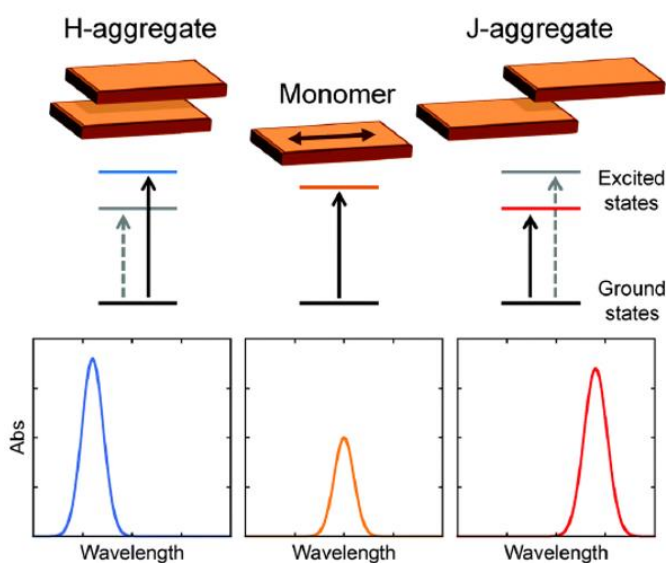 H-aggregate
Monomer
J-aggregate
Excited
states
Ground
states
Abs
Wavelength
Wavelength
Wavelength